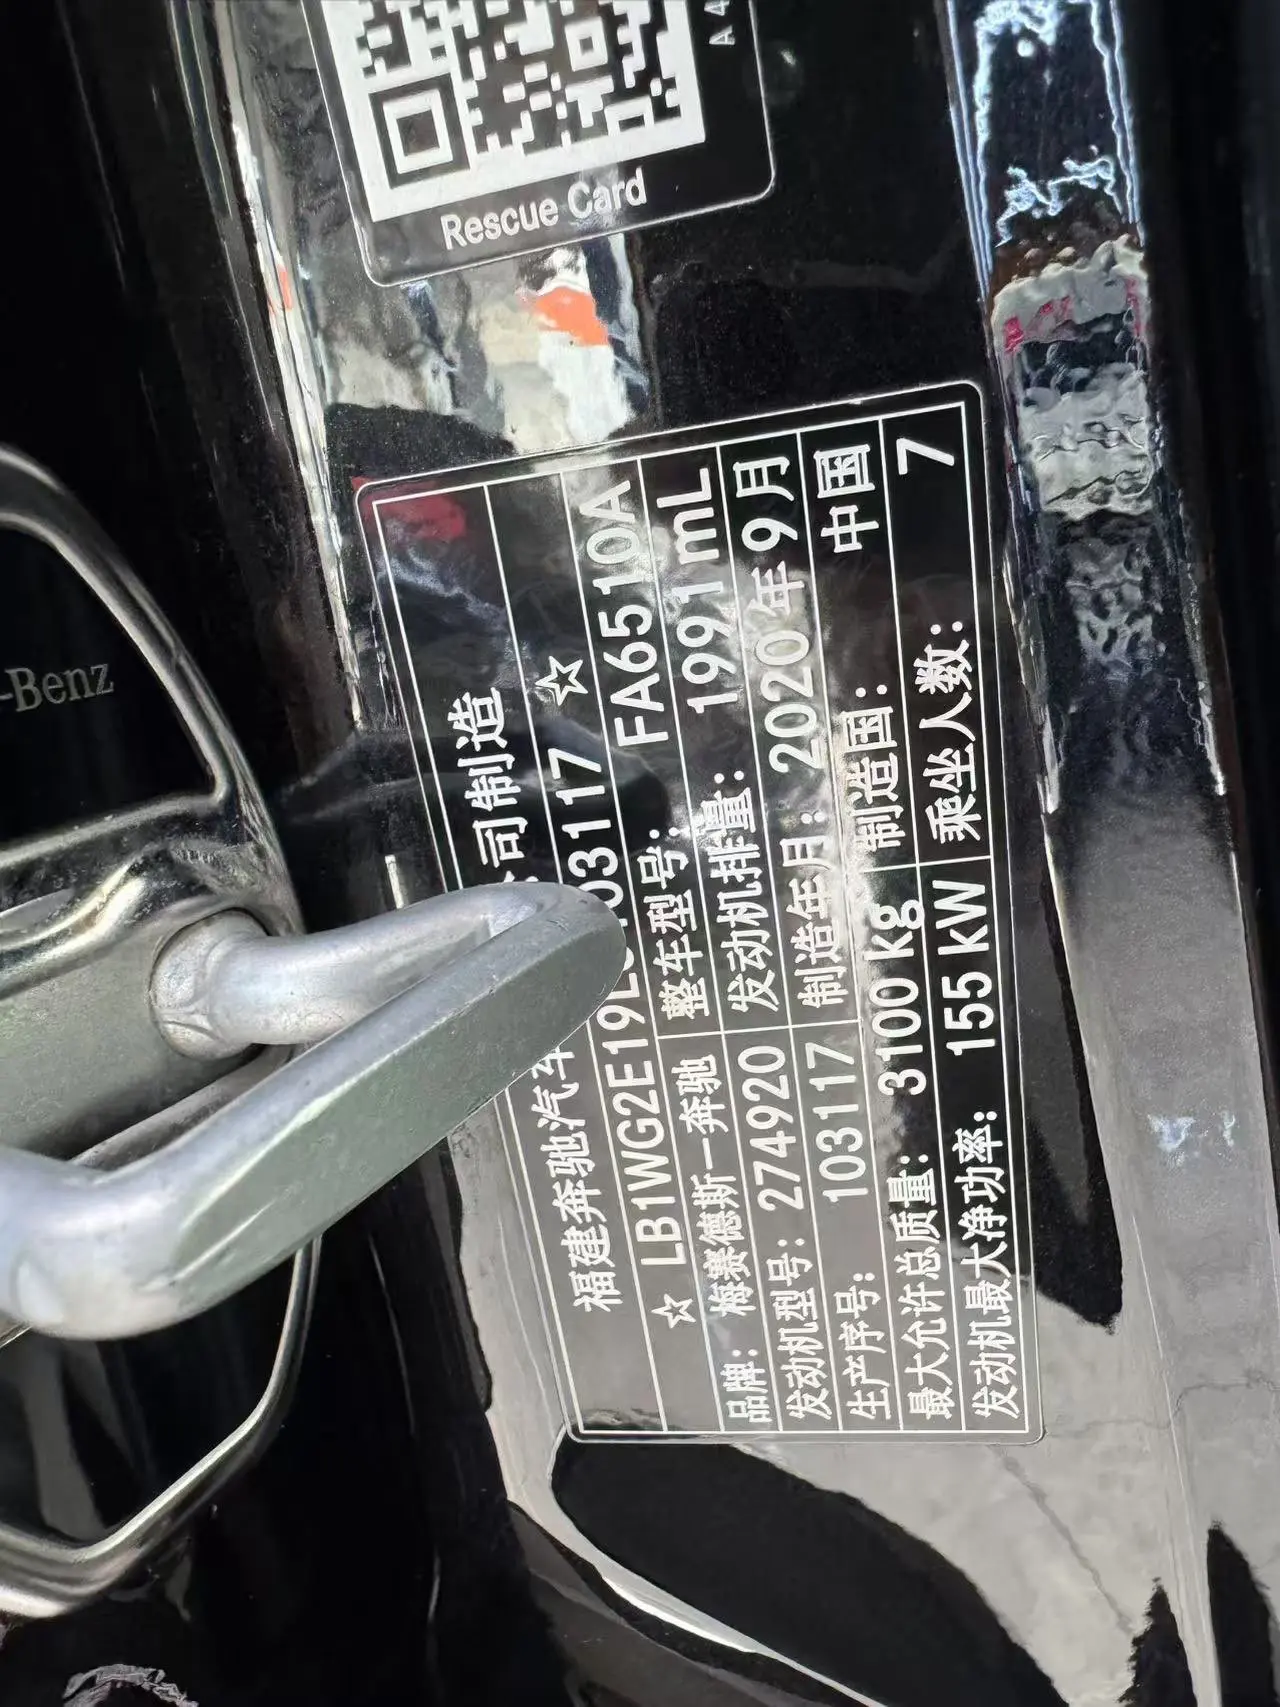 A4
Rescue Card
-Benz
福建奔驰汽车 司制造
☆ LB1WG2E19L 103117 ☆
品牌： 梅赛德斯一奔驰 整车型号： FA6510A
发动机型号： 274920 发动机排量： 1991mL
生产序号： 103117 制造年月： 2020年9月
最大允许总质量： 3100 kg 制造国： 中国
发动机最大净功率： 155 kW 乘坐人数： 7